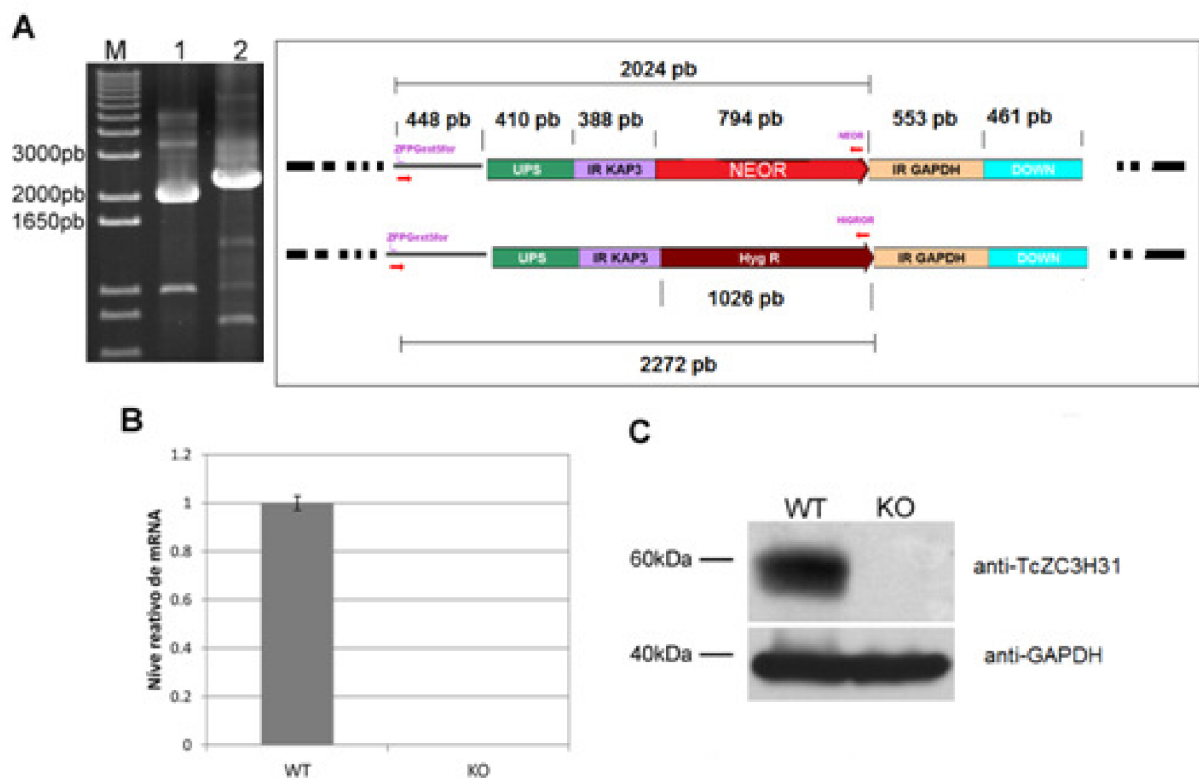 A
M 1 2
3000pb
2000pb
1650pb
2024 pb
448 pb 410 pb 388 pb 794 pb 553 pb 461 pb
ZFPGext5for NEOR
UPS IR KAP3 NEOR IR GAPDH DOWN
ZFPGext5for HIGROR
UPS IR KAP3 Hyg R IR GAPDH DOWN
1026 pb
2272 pb
B
Níve reativo de mRNA
1.2
1
0.8
0.6
0.4
0.2
0
WT KO
C
WT KO
60kDa anti-TcZC3H31
40kDa anti-GAPDH